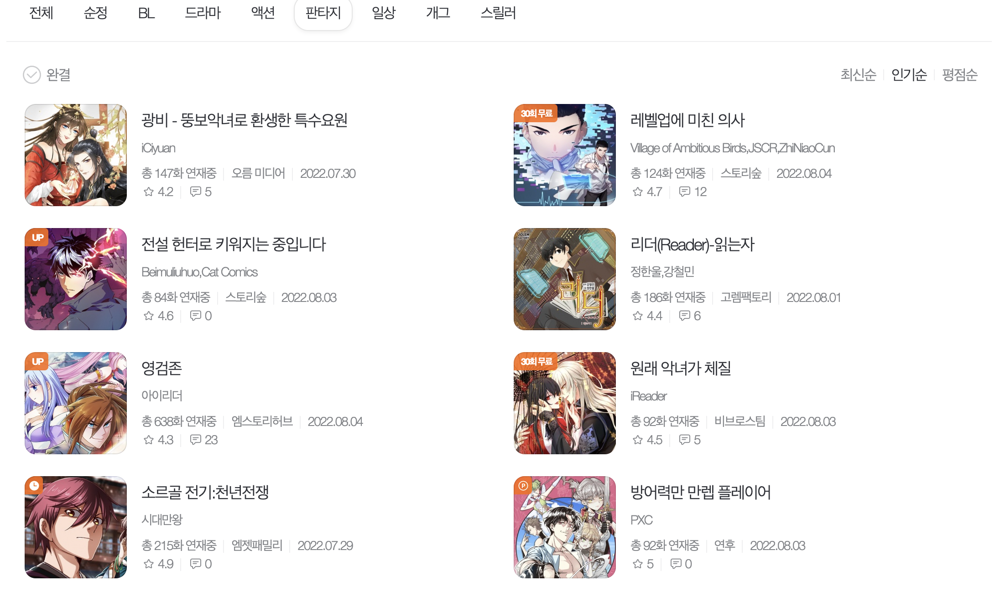 전체 순정 BL 드라마 액션 판타지 일상 개그 스릴러
완결
최신순 인기순 평점순
광비 - 뚱보악녀로 환생한 특수요원
iCiyuan
총 147화 연재중 오름 미디어 2022.07.30
4.2 5
30회 무료
레벨업에 미친 의사
Village of Ambitious Birds,JSCR,ZhiNiaoCun
총 124화 연재중 스토리숲 2022.08.04
4.7 12
UP
전설 헌터로 키워지는 중입니다
Beimuliuhuo,Cat Comics
총 84화 연재중 스토리숲 2022.08.03
4.6 0
GOLEM
FACTORY
리더
리더(Reader)-읽는자
정한울,강철민
총 186화 연재중 고렘팩토리 2022.08.01
4.4 6
UP
영검존
아이리더
총 638화 연재중 엠스토리허브 2022.08.04
4.3 23
30회 무료
원래 악녀가 체질
iReader
총 92화 연재중 비브로스팀 2022.08.03
4.5 5
소르골 전기:천년전쟁
시대만왕
총 215화 연재중 엠젯패밀리 2022.07.29
4.9 0
P
방어력만 만렙 플레이어
PXC
총 92화 연재중 연후 2022.08.03
5 0